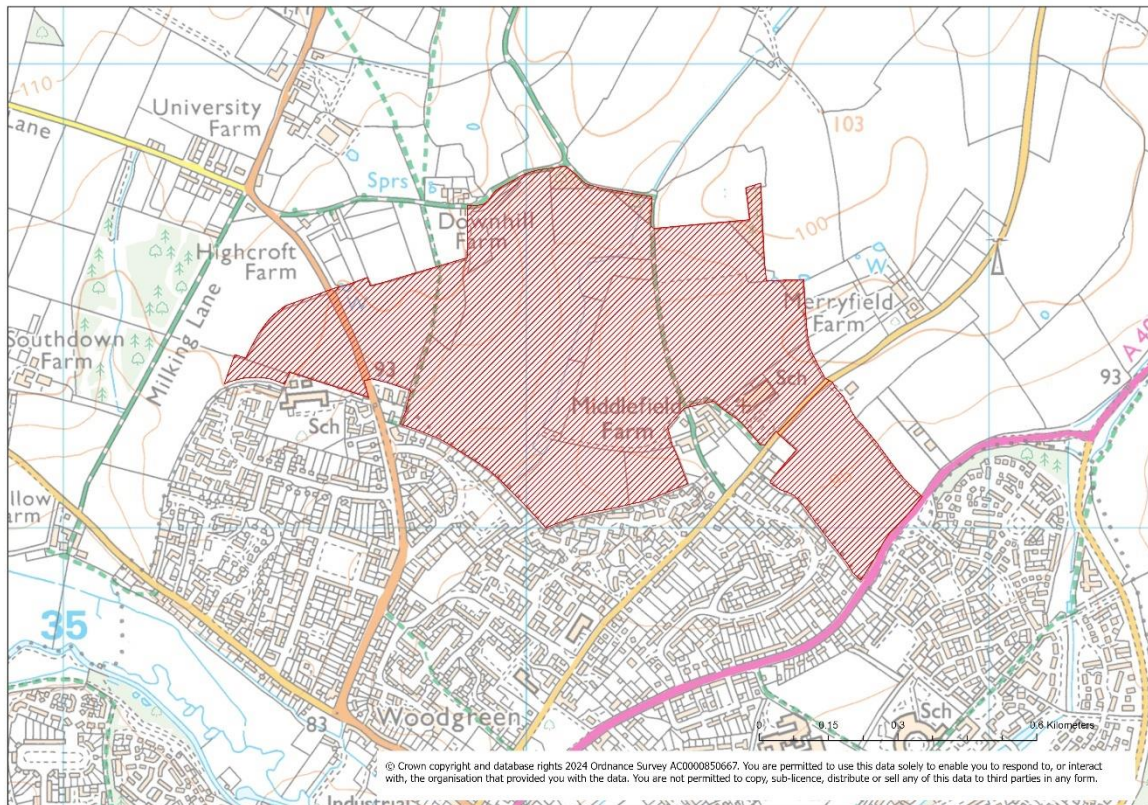 110
University
Farm
Lane
Sprs
103
Downhill
Farm
100
Highcroft
Farm
W
Merryfield
Farm
Milking Lane
Southdown
Farm
93
Sch
93
Middlefield
Farm
Sch
35
83
Woodgreen
Sch
0 0.15 0.3 0.6 Kilometers
© Crown copyright and database rights 2024 Ordnance Survey AC0000850667. You are permitted to use this data solely to enable you to respond to, or interact
with, the organisation that provided you with the data. You are not permitted to copy, sub-licence, distribute or sell any of this data to third parties in any form.
Industrial